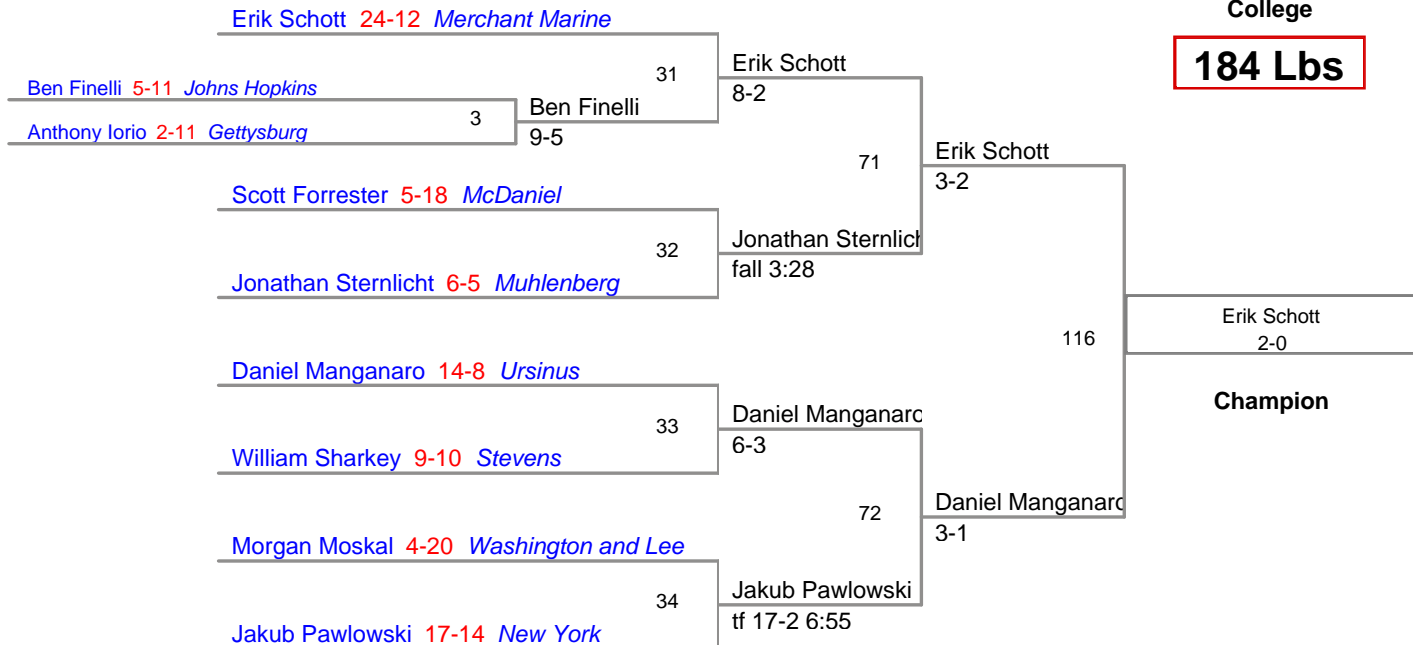 College
184 Lbs
Erik Schott 24-12 Merchant Marine
31
Erik Schott
8-2
Ben Finelli 5-11 Johns Hopkins
3
Ben Finelli
9-5
Anthony Iorio 2-11 Gettysburg
71
Erik Schott
3-2
Scott Forrester 5-18 McDaniel
32
Jonathan Sternlich
fall 3:28
Jonathan Sternlicht 6-5 Muhlenberg
116
Erik Schott
2-0
Champion
Daniel Manganaro 14-8 Ursinus
33
Daniel Manganaro
6-3
William Sharkey 9-10 Stevens
72
Daniel Manganaro
3-1
Morgan Moskal 4-20 Washington and Lee
34
Jakub Pawlowski
tf 17-2 6:55
Jakub Pawlowski 17-14 New York